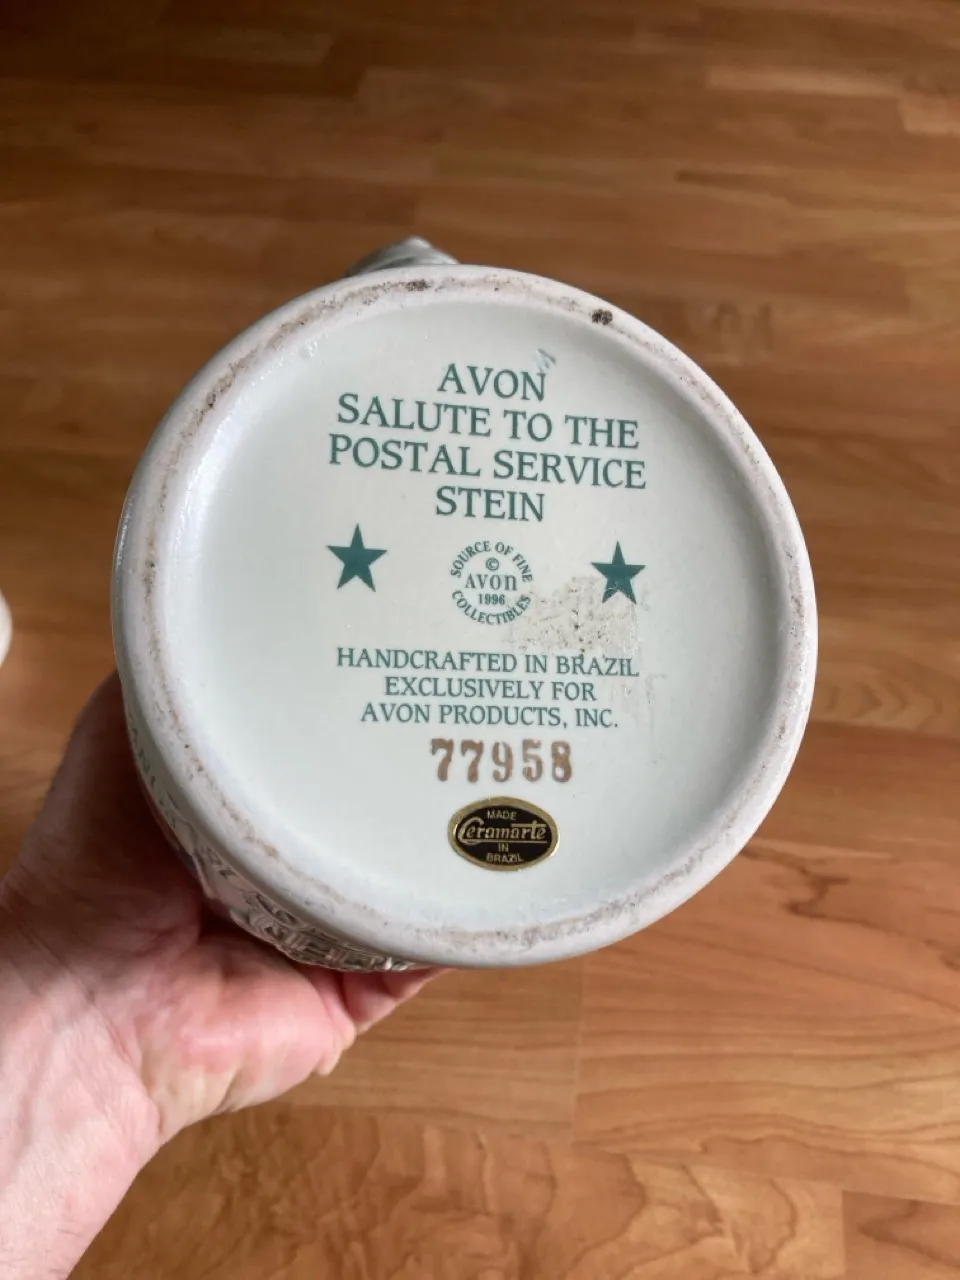 AVON
SALUTE TO THE
POSTAL SERVICE
STEIN
SOURCE OF FINE
©
AVON
1996
COLLECTIBLES
HANDCRAFTED IN BRAZIL
EXCLUSIVELY FOR
AVON PRODUCTS, INC.
77958
MADE
Ceramarte
IN
BRAZIL